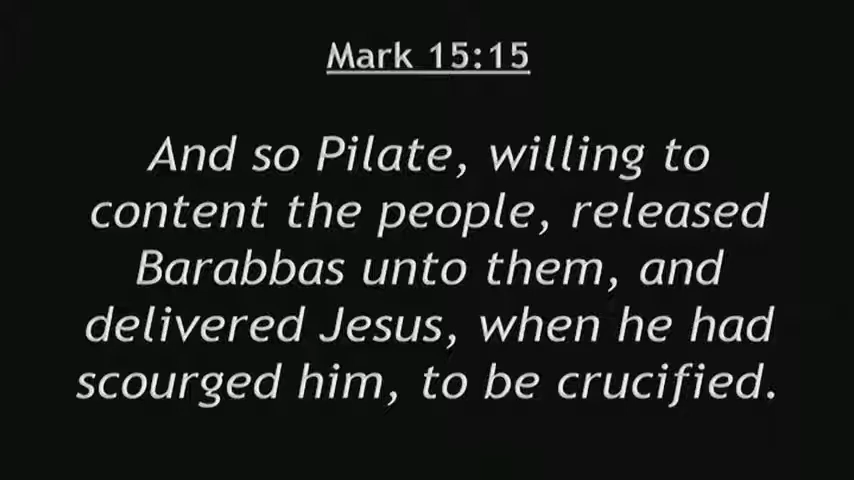 Mark 15:15
And so Pilate, willing to
content the people, released
Barabbas unto them, and
delivered Jesus, when he had
scourged him, to be crucified.